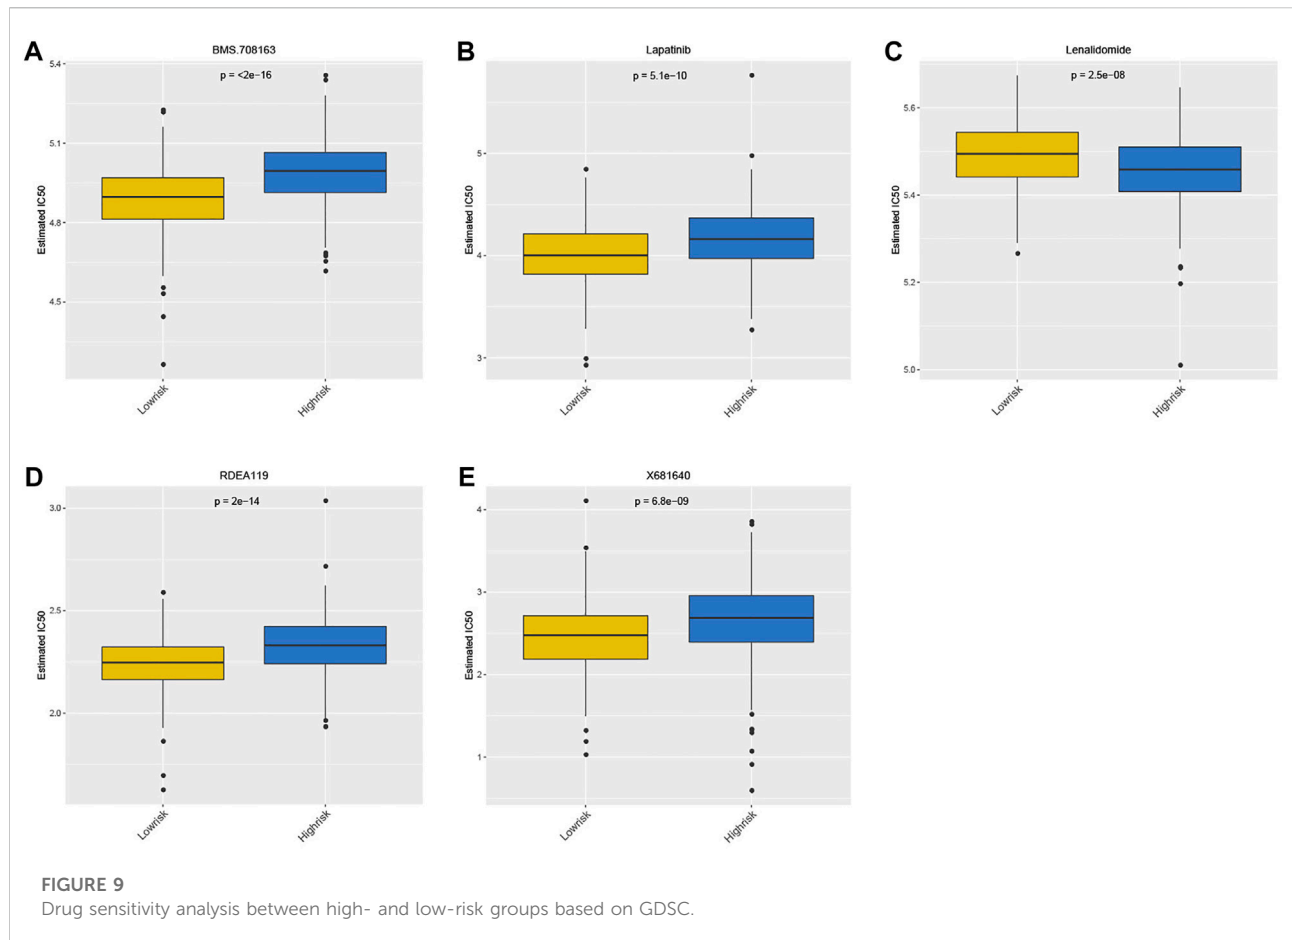 A
BMS.708163
p = <2e−16
Estimated IC50
5.4
5.1
4.8
4.5
Lowrisk
Highrisk
B
Lapatinib
p = 5.1e−10
Estimated IC50
5
4
3
Lowrisk
Highrisk
C
Lenalidomide
p = 2.5e−08
Estimated IC50
5.6
5.4
5.2
5.0
Lowrisk
Highrisk
D
RDEA119
p = 2e−14
Estimated IC50
3.0
2.5
2.0
Lowrisk
Highrisk
E
X681640
p = 6.8e−09
Estimated IC50
4
3
2
1
Lowrisk
Highrisk
FIGURE 9
Drug sensitivity analysis between high- and low-risk groups based on GDSC.